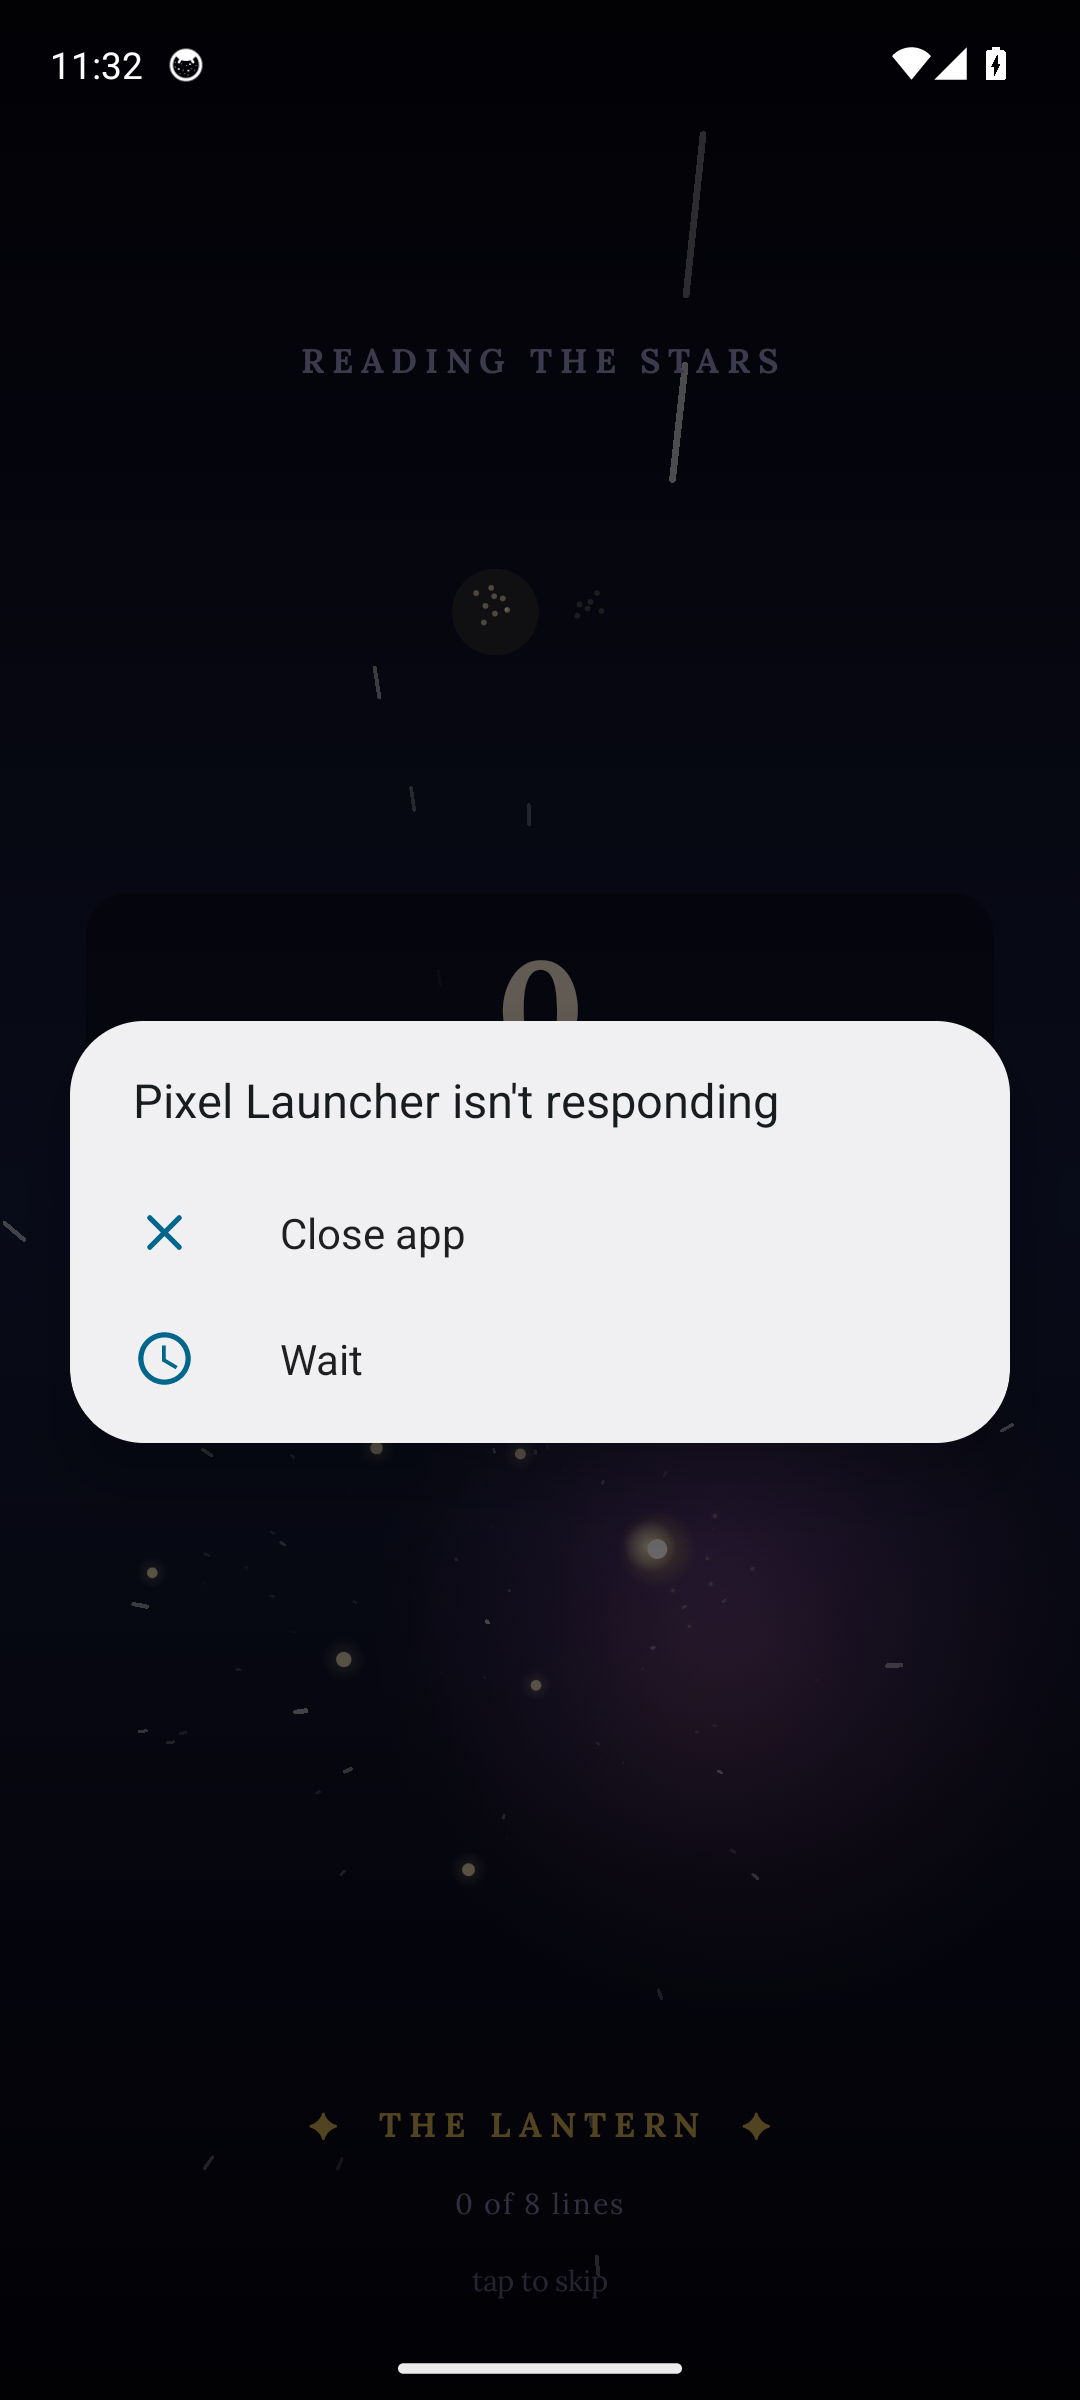 11:32
READING THE STARS
0
Pixel Launcher isn't responding
Close app
Wait
THE LANTERN
0 of 8 lines
tap to skip